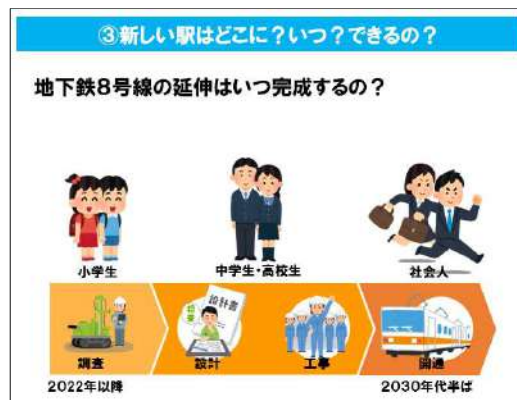 ③新しい駅はどこに？いつ？できるの？
地下鉄8号線の延伸はいつ完成するの？
小学生
中学生・高校生
社会人
設計書
調査
設計
工事
開通
2022年以降
2030年代半ば